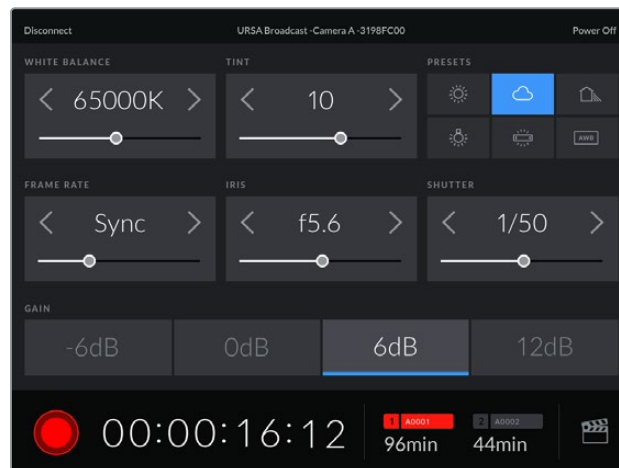 Disconnect URSA Broadcast -Camera A -3198FC00 Power Off
WHITE BALANCE TINT PRESETS
65000K 10
AWB
FRAME RATE IRIS SHUTTER
Sync f5.6 1/50
GAIN
-6dB 0dB 6dB 12dB
00:00:16:12
1 A0001 2 A0002
96min 44min